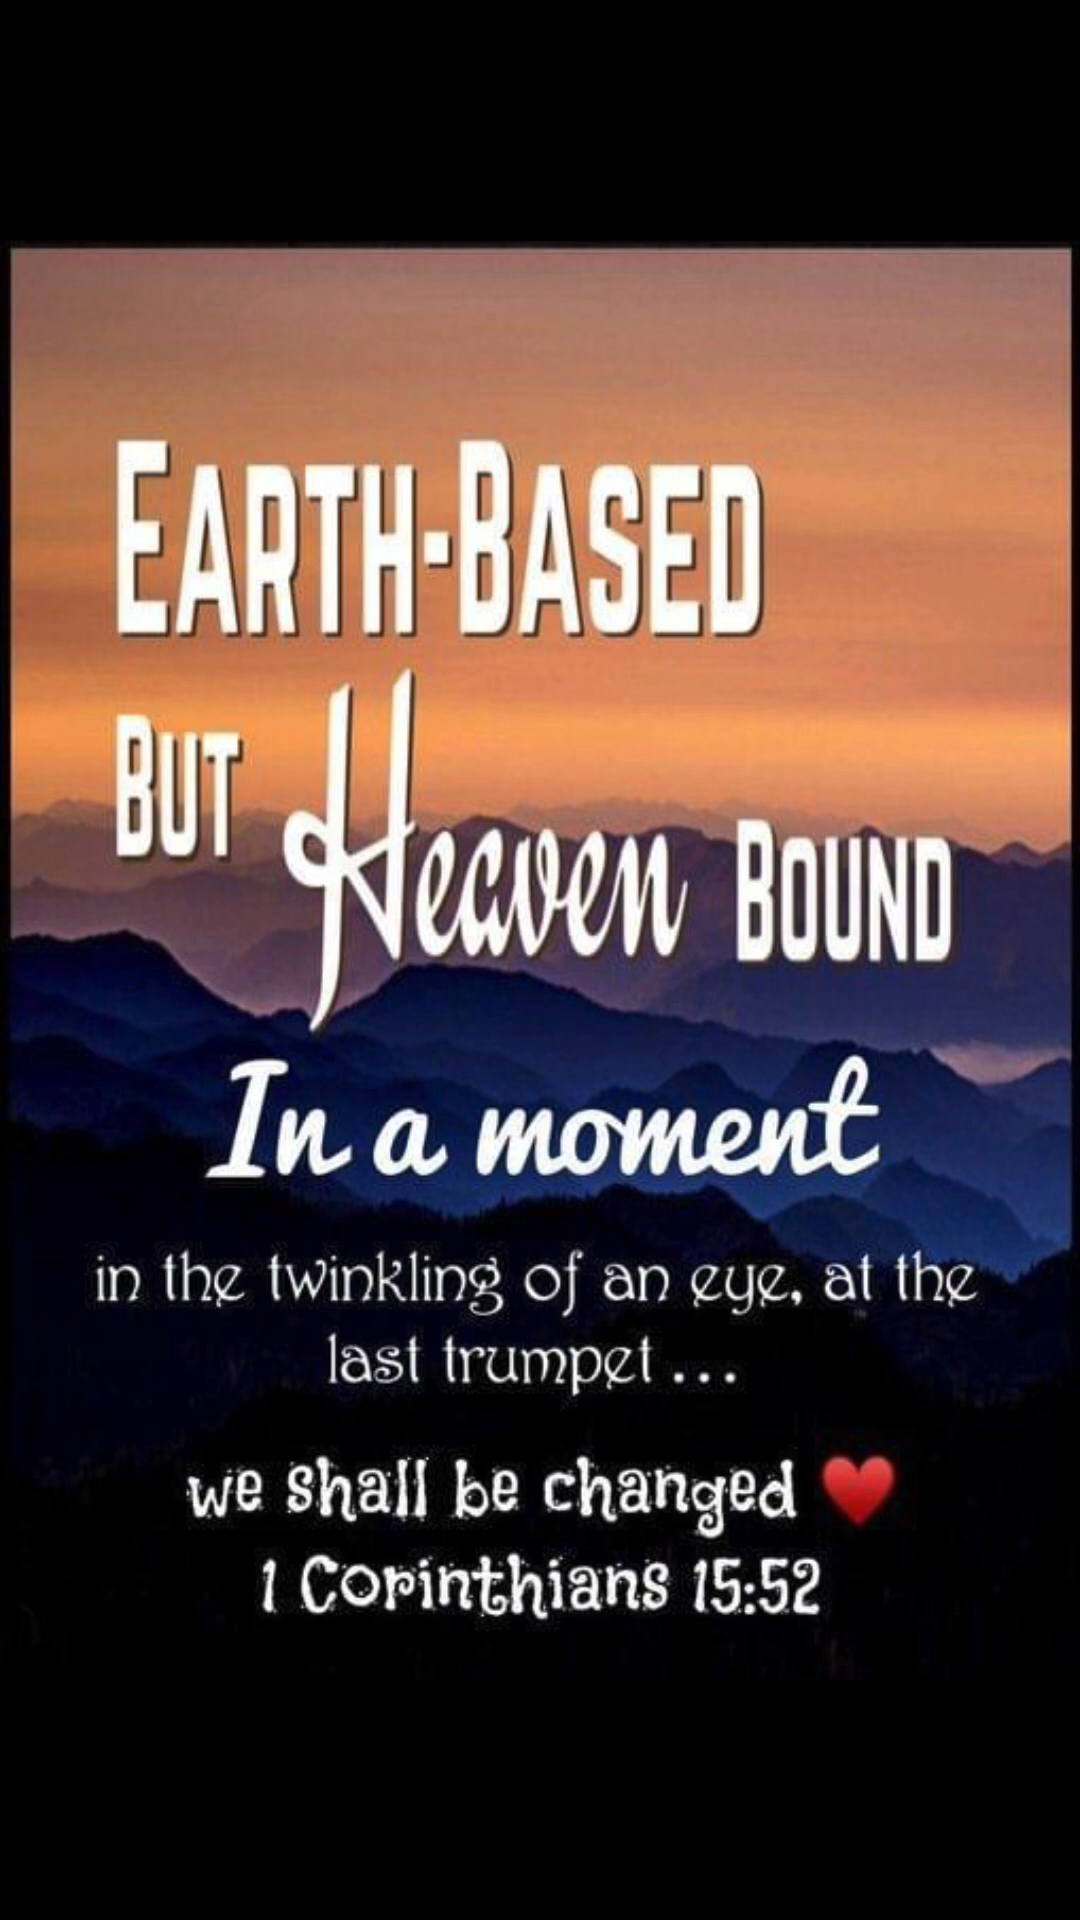 EARTH-BASED
BUT Heaven BOUND
In a moment
in the twinkling of an eye, at the
last trumpet ...
we shall be changed ❤️
1 Corinthians 15:52